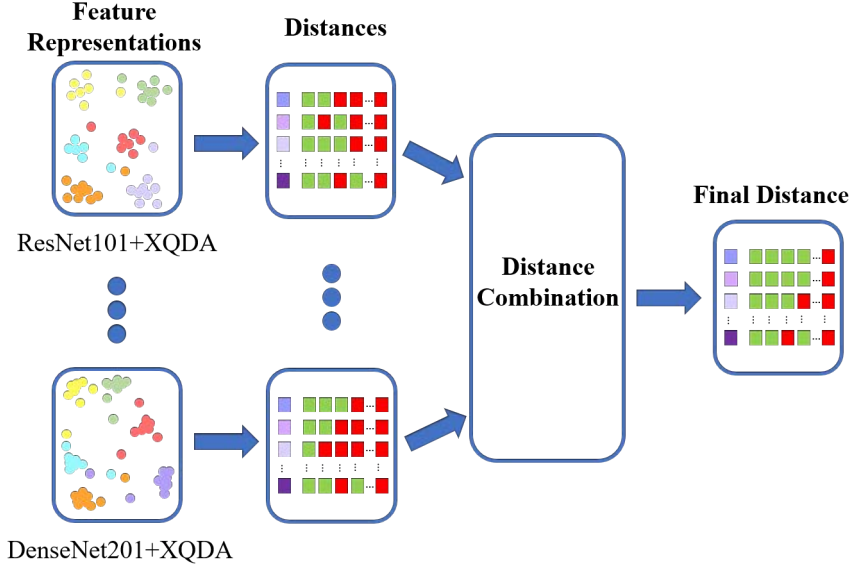 Feature
Representations
Distances
ResNet101+XQDA
Distance
Combination
Final Distance
DenseNet201+XQDA